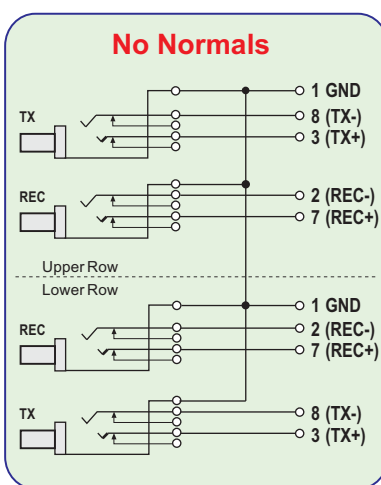 No Normals
1 GND
TX
8 (TX-)
3 (TX+)
REC
2 (REC-)
7 (REC+)
Upper Row
Lower Row
1 GND
REC
2 (REC-)
7 (REC+)
TX
8 (TX-)
3 (TX+)